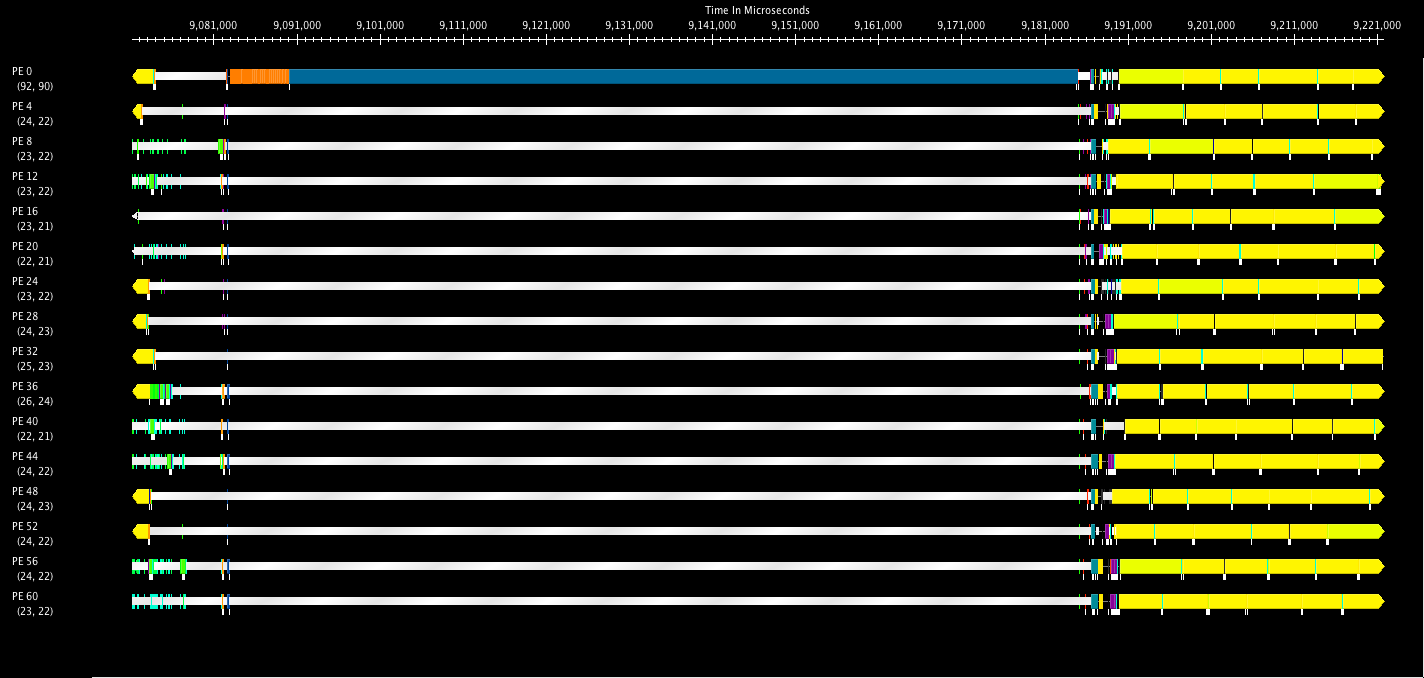 Time In Microseconds
9,081,000 9,091,000 9,101,000 9,111,000 9,121,000 9,131,000 9,141,000 9,151,000 9,161,000 9,171,000 9,181,000 9,191,000 9,201,000 9,211,000 9,221,000
PE 0
(92, 90)
PE 4
(24, 22)
PE 8
(23, 22)
PE 12
(23, 22)
PE 16
(23, 21)
PE 20
(22, 21)
PE 24
(23, 22)
PE 28
(24, 23)
PE 32
(25, 23)
PE 36
(26, 24)
PE 40
(22, 21)
PE 44
(24, 22)
PE 48
(24, 23)
PE 52
(24, 22)
PE 56
(24, 22)
PE 60
(23, 22)